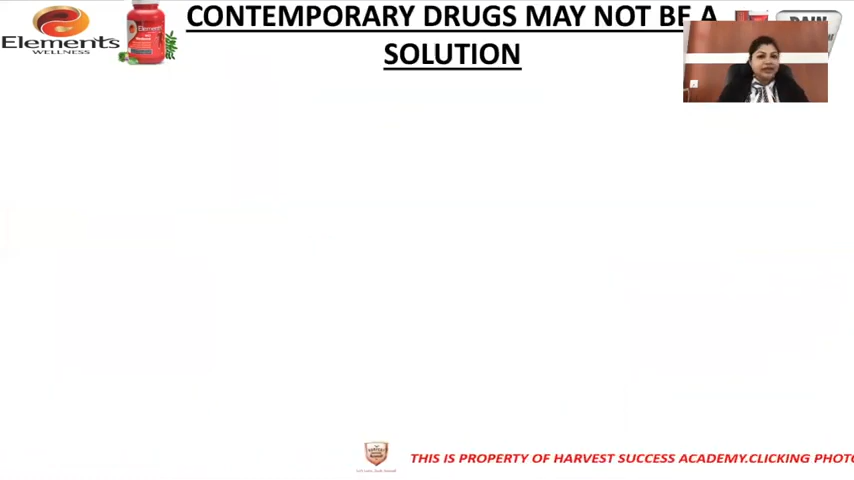 CONTEMPORARY DRUGS MAY NOT BE A
SOLUTION
Elements
WELLNESS
THIS IS PROPERTY OF HARVEST SUCCESS ACADEMY.CLICKING PHOTO